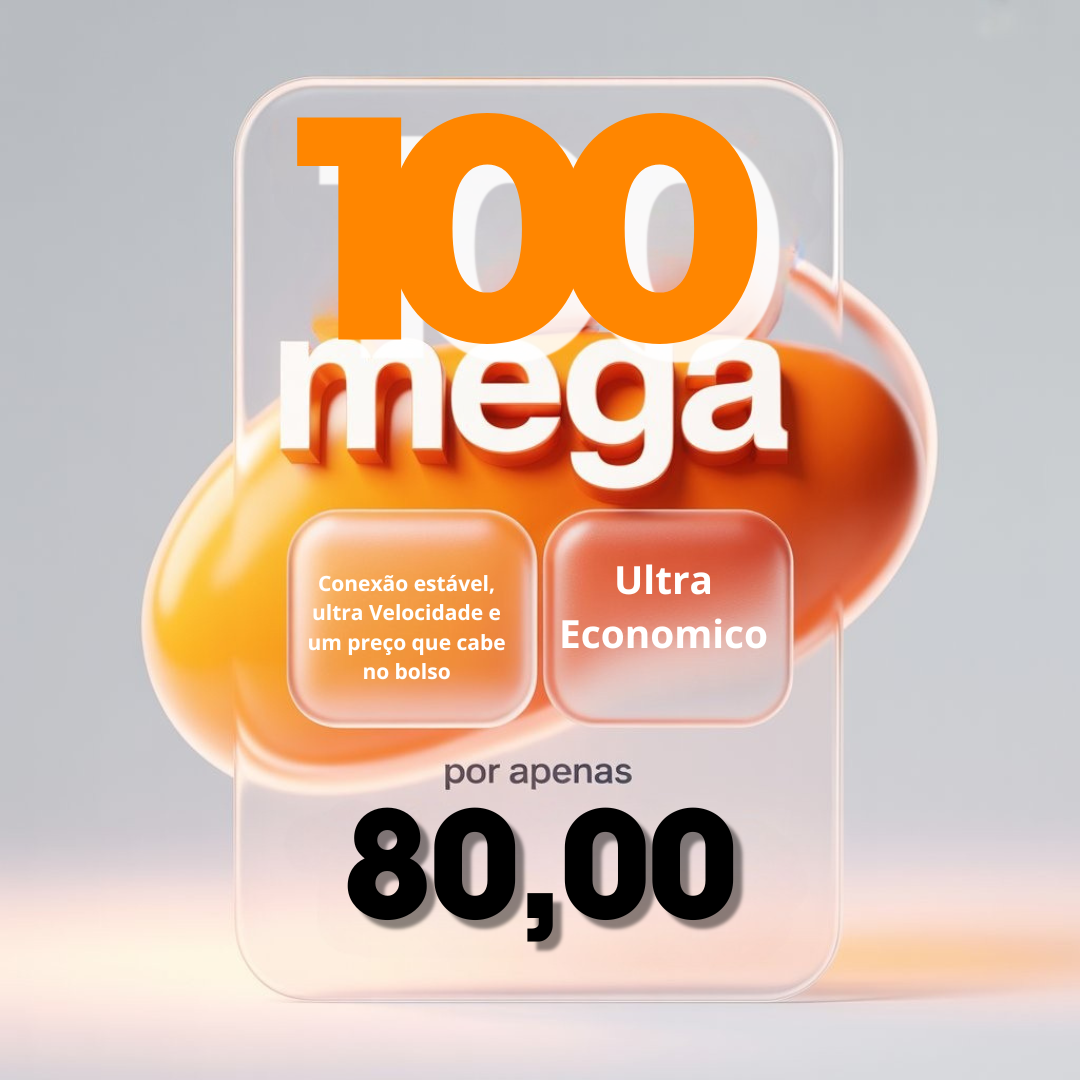 100
mega
Conexão estável,
ultra Velocidade e
um preço que cabe
no bolso
Ultra
Economico
por apenas
80,00